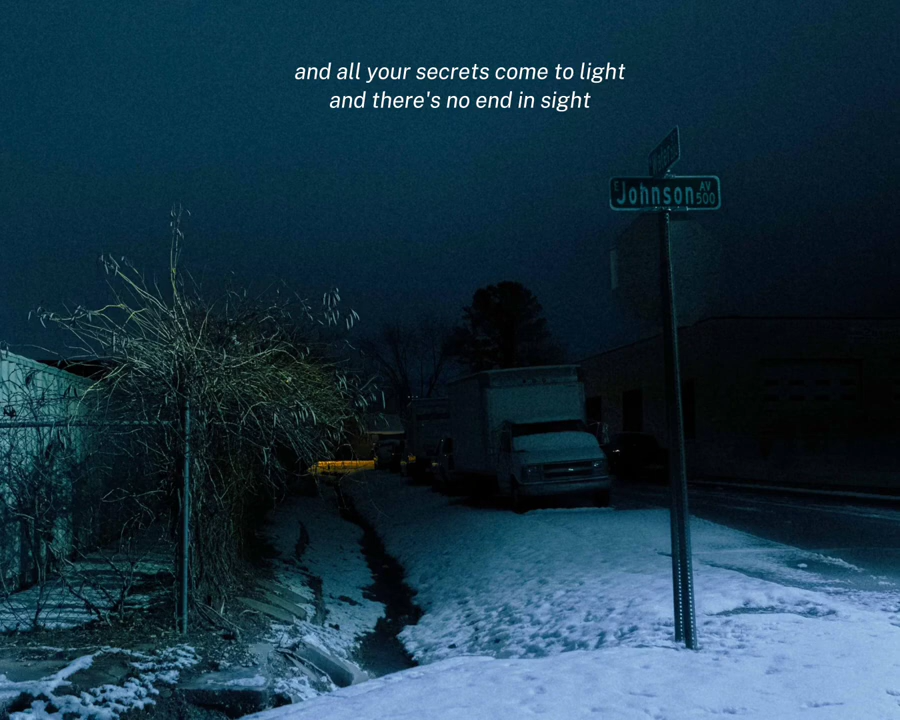 and all your secrets come to light
and there's no end in sight
E Johnson AV 500